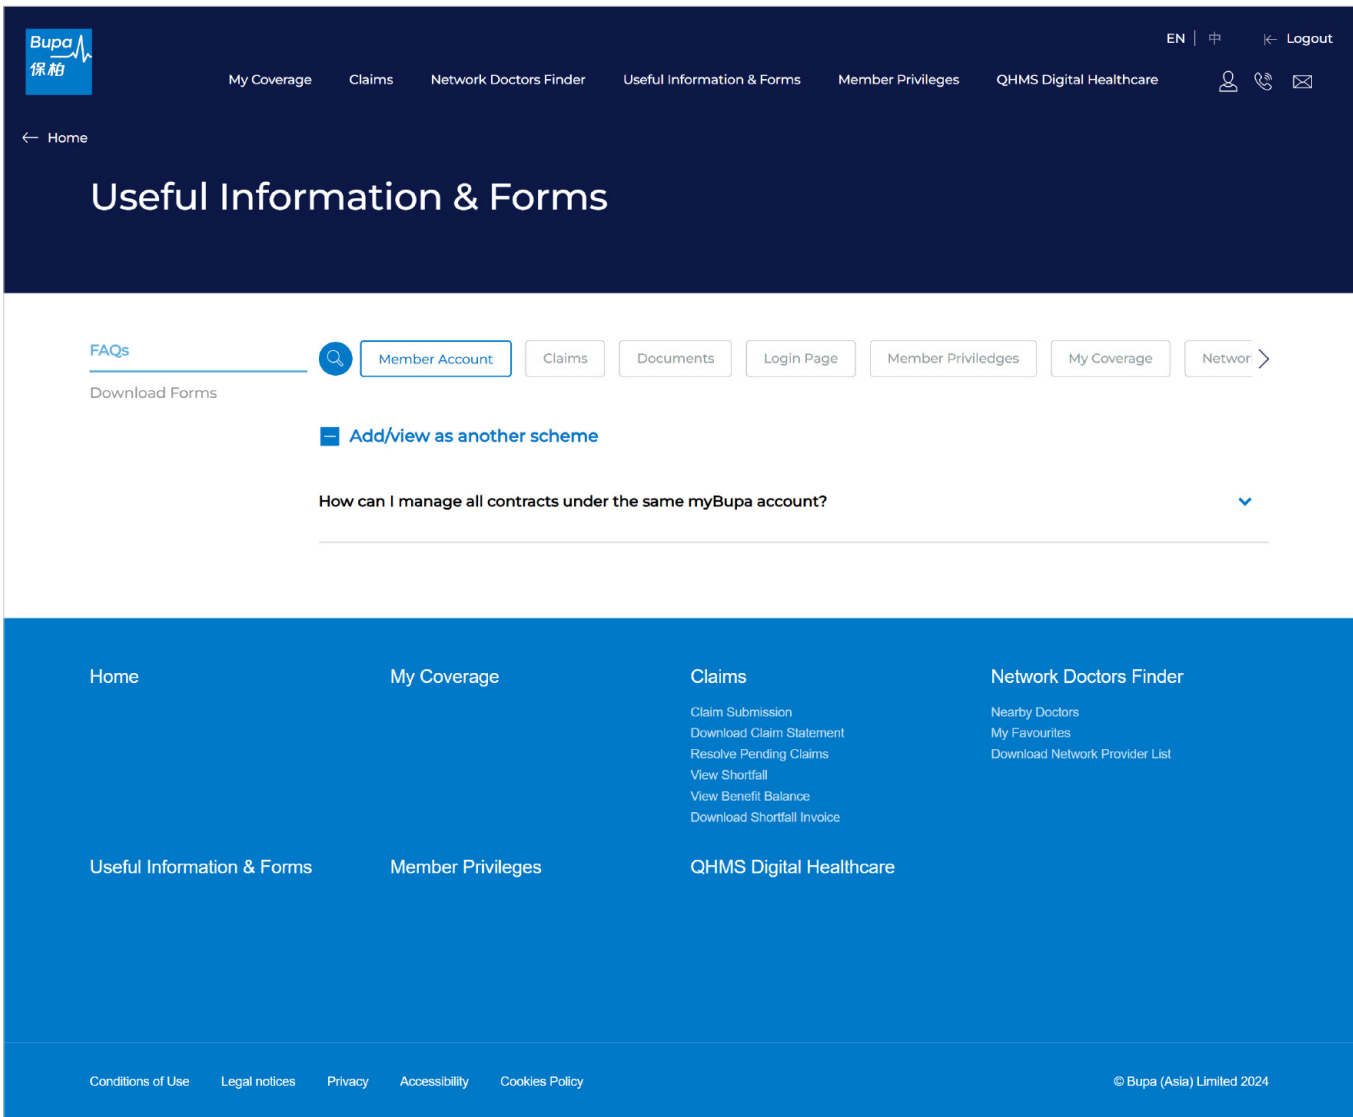 Bupa
保柏
EN | 中 Logout
My Coverage Claims Network Doctors Finder Useful Information & Forms Member Privileges QHMS Digital Healthcare
Home
Useful Information & Forms
FAQs
Download Forms
Member Account Claims Documents Login Page Member Priviledges My Coverage Networ
Add/view as another scheme
How can I manage all contracts under the same myBupa account?
Home
My Coverage
Claims
Claim Submission
Download Claim Statement
Resolve Pending Claims
View Shortfall
View Benefit Balance
Download Shortfall Invoice
Network Doctors Finder
Nearby Doctors
My Favourites
Download Network Provider List
Useful Information & Forms
Member Privileges
QHMS Digital Healthcare
Conditions of Use Legal notices Privacy Accessibility Cookies Policy © Bupa (Asia) Limited 2024